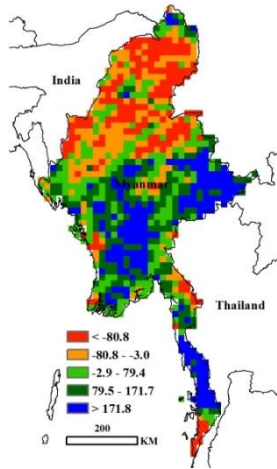 India
Myanmar
Thailand
< -80.8
-80.8 - -3.0
-2.9 - 79.4
79.5 - 171.7
> 171.8
200
KM